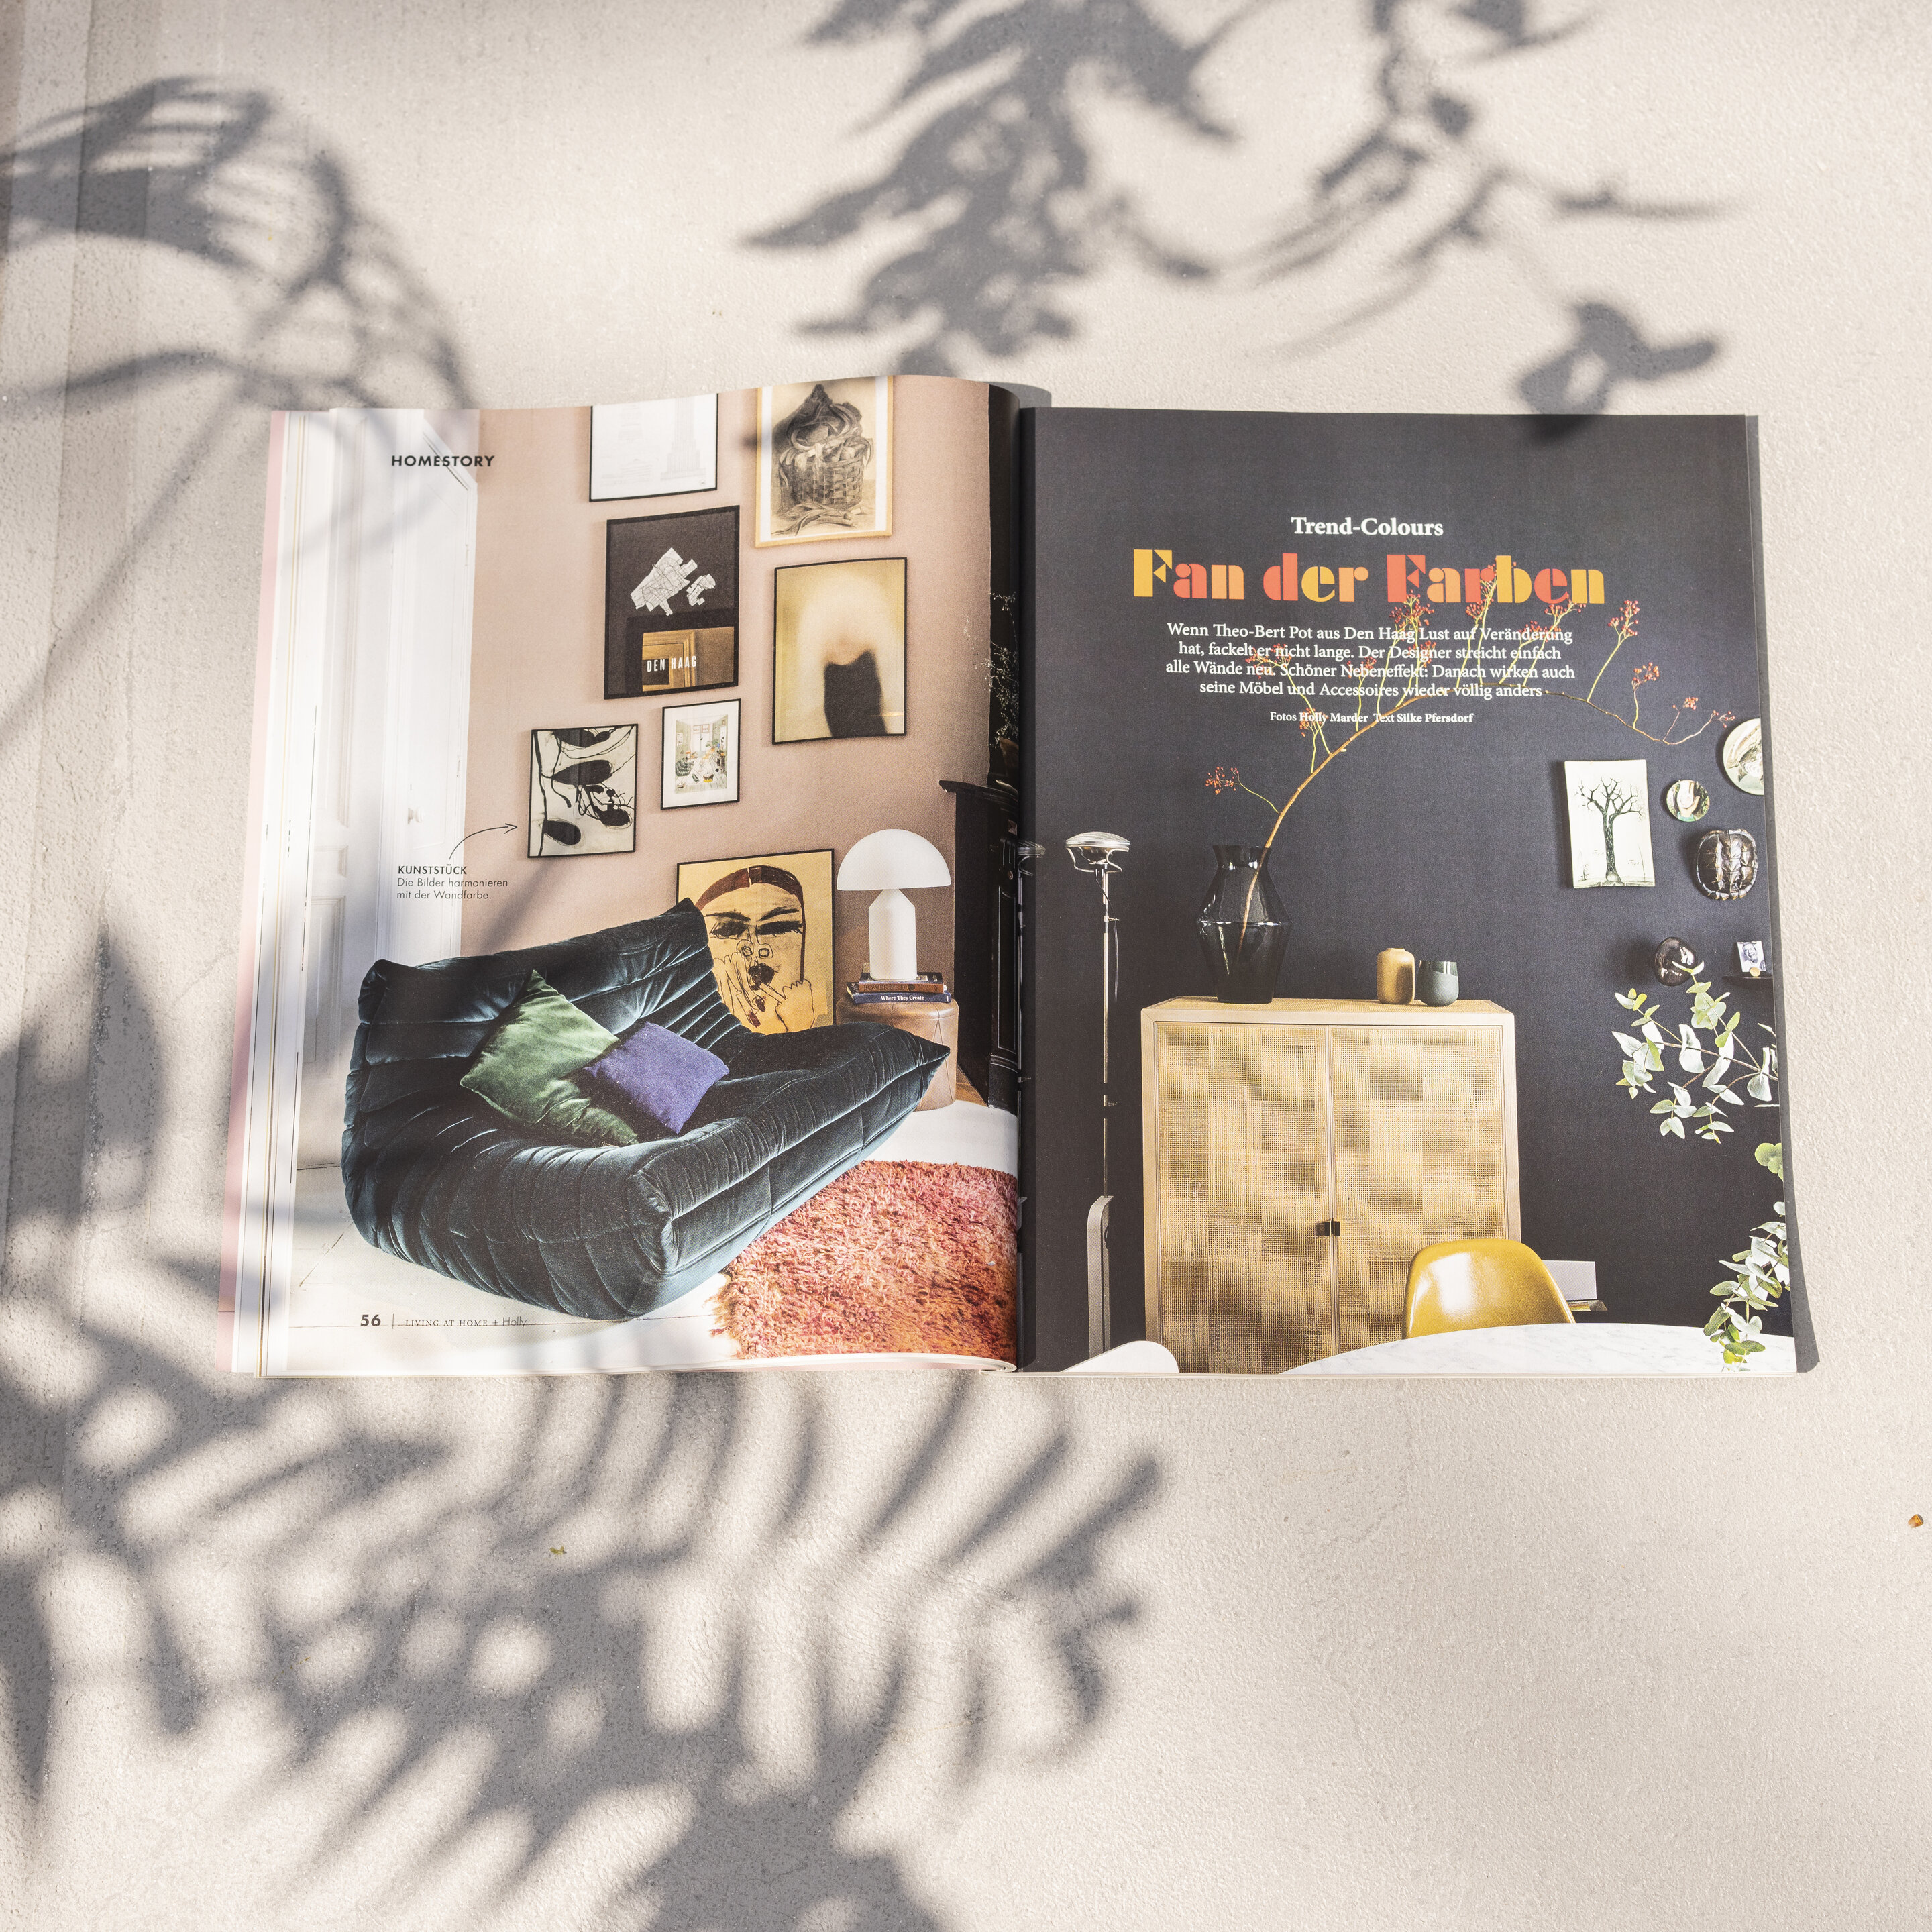 HOMESTORY
DEN HAAG
KUNSTSTÜCK
Die Bilder harmonieren
mit der Wandfarbe.
Where They Create
56 | LIVING AT HOME + Holly
Trend-Colours
Fan der Farben
Wenn Theo-Bert Pot aus Den Haag Lust auf Veränderung
hat, fackelt er nicht lange. Der Designer streicht einfach
alle Wände neu. Schöner Nebeneffekt: Danach wirken auch
seine Möbel und Accessoires wieder völlig anders
Fotos Holly Marder Text Silke Pfersdorf